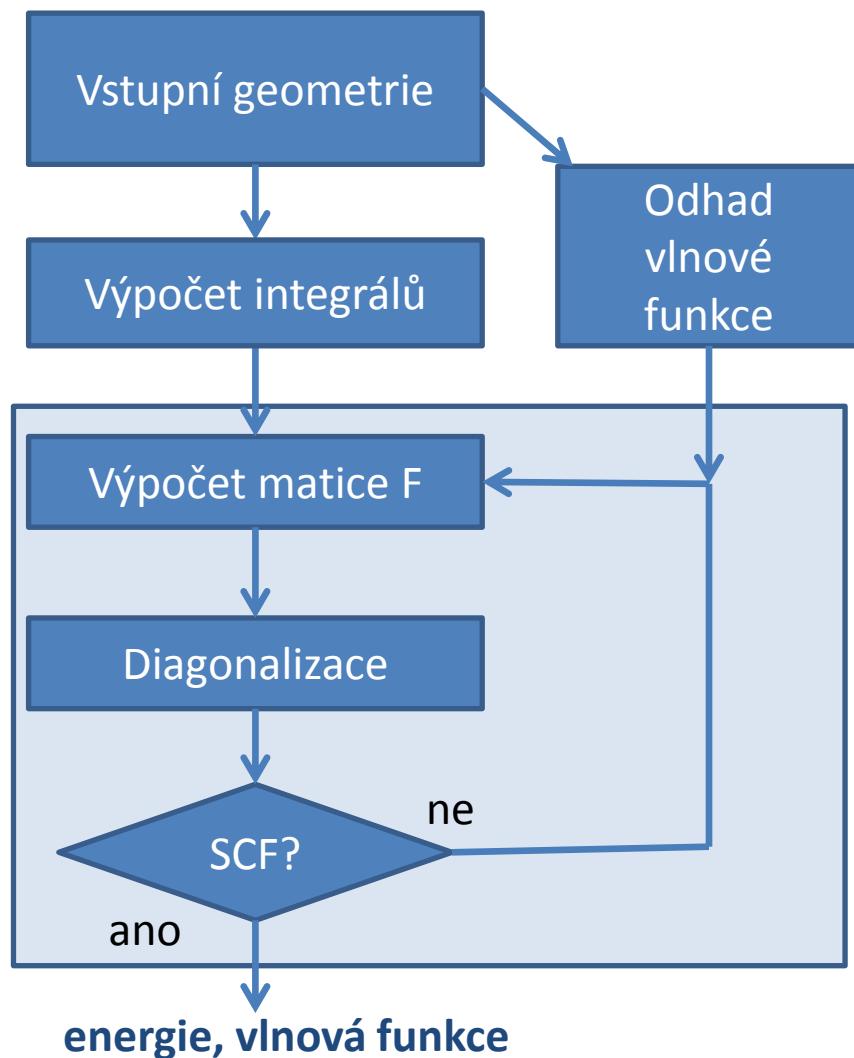 Vstupní geometrie
Odhad
vlnové
funkce
Výpočet integrálů
Výpočet matice F
Diagonalizace
ne
SCF?
ano
energie, vlnová funkce